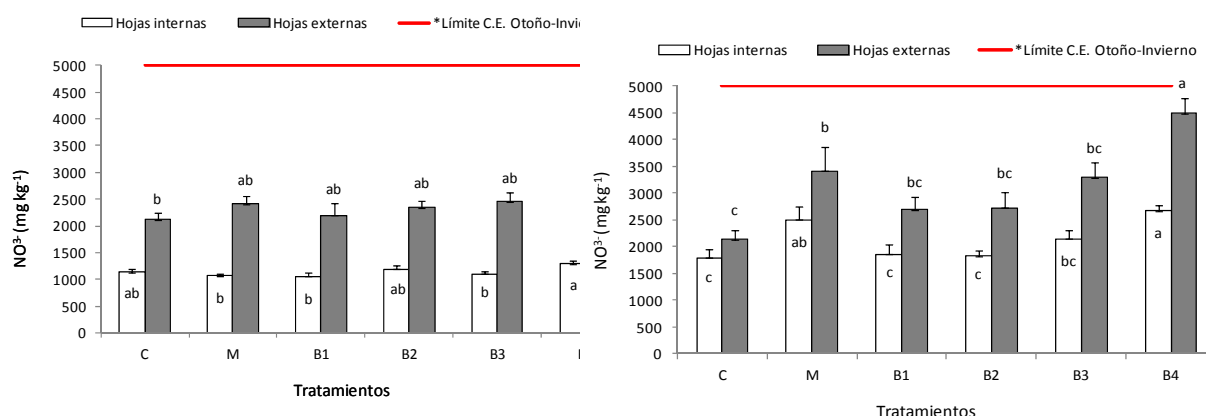 Hojas internas Hojas externas *Límite C.E. Otoño-Invie
5000
4500
4000
3500
3000
2500
2000
1500
1000
500
0
NO³⁻ (mg kg⁻¹)
b ab ab ab ab
ab b b ab b a
C M B1 B2 B3
Tratamientos
Hojas internas Hojas externas *Límite C.E. Otoño-Invierno
5000
4500
4000
3500
3000
2500
2000
1500
1000
500
0
NO³⁻ (mg kg⁻¹)
c b bc bc bc a
c ab c c bc a
C M B1 B2 B3 B4
Tratamientos